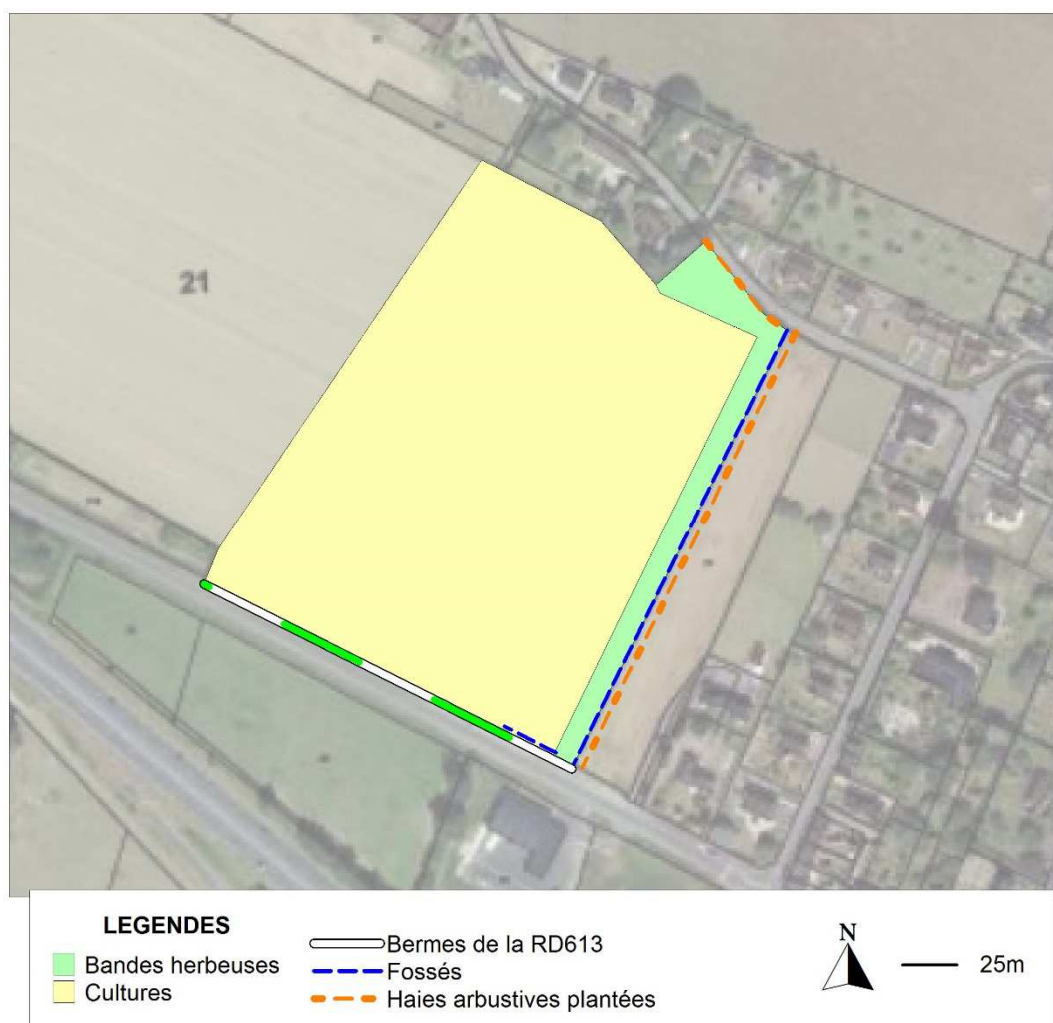 21
LEGENDES
Bandes herbeuses
Cultures
Bermes de la RD613
Fossés
Haies arbustives plantées
N
25m